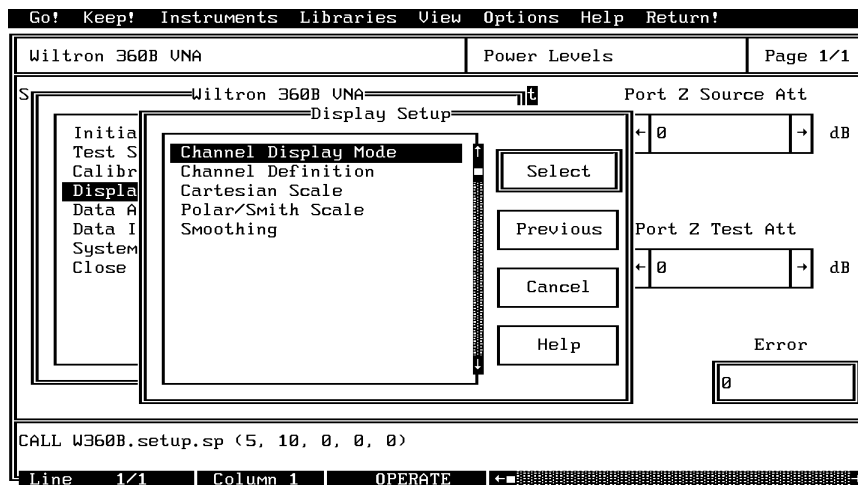 Go! Keep! Instruments Libraries View Options Help Return!
Wiltron 360B VNA Power Levels Page 1/1
S Wiltron 360B VNA t Port 2 Source Att
Display Setup
Initia ← 0 → dB
Test S Channel Display Mode ↑
Calibr Channel Definition Select
Displa Cartesian Scale
Data A Polar/Smith Scale
Data I Smoothing Previous Port 2 Test Att
System
Close ← 0 → dB
Cancel
Help Error
↓
0
CALL W360B.setup.sp (5, 10, 0, 0, 0)
Line 1/1 Column 1 OPERATE ←